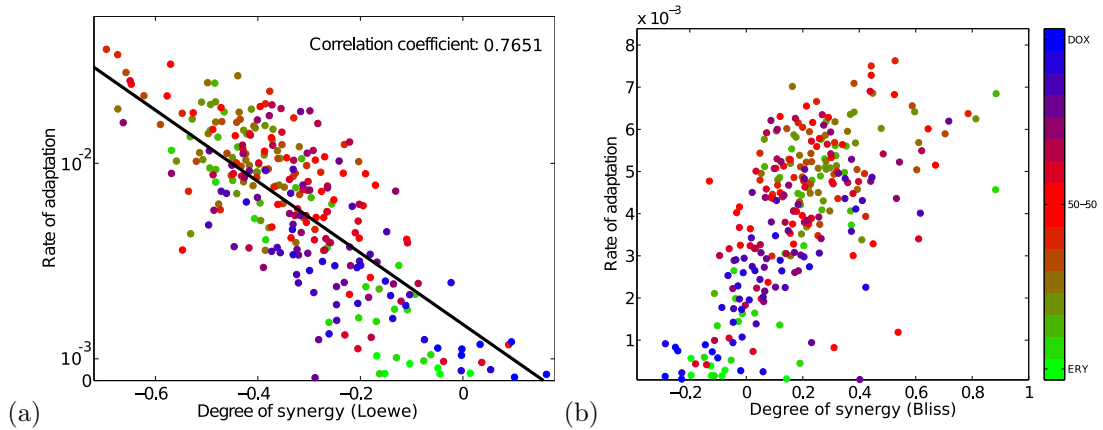 Correlation coefficient: 0.7651
Rate of adaptation
10⁻²
10⁻³
0
−0.6
−0.4
−0.2
0
Degree of synergy (Loewe)
(a)
x 10⁻³
8
7
6
5
4
3
2
1
Rate of adaptation
−0.2
0
0.2
0.4
0.6
0.8
1
Degree of synergy (Bliss)
(b)
DOX
50−50
ERY